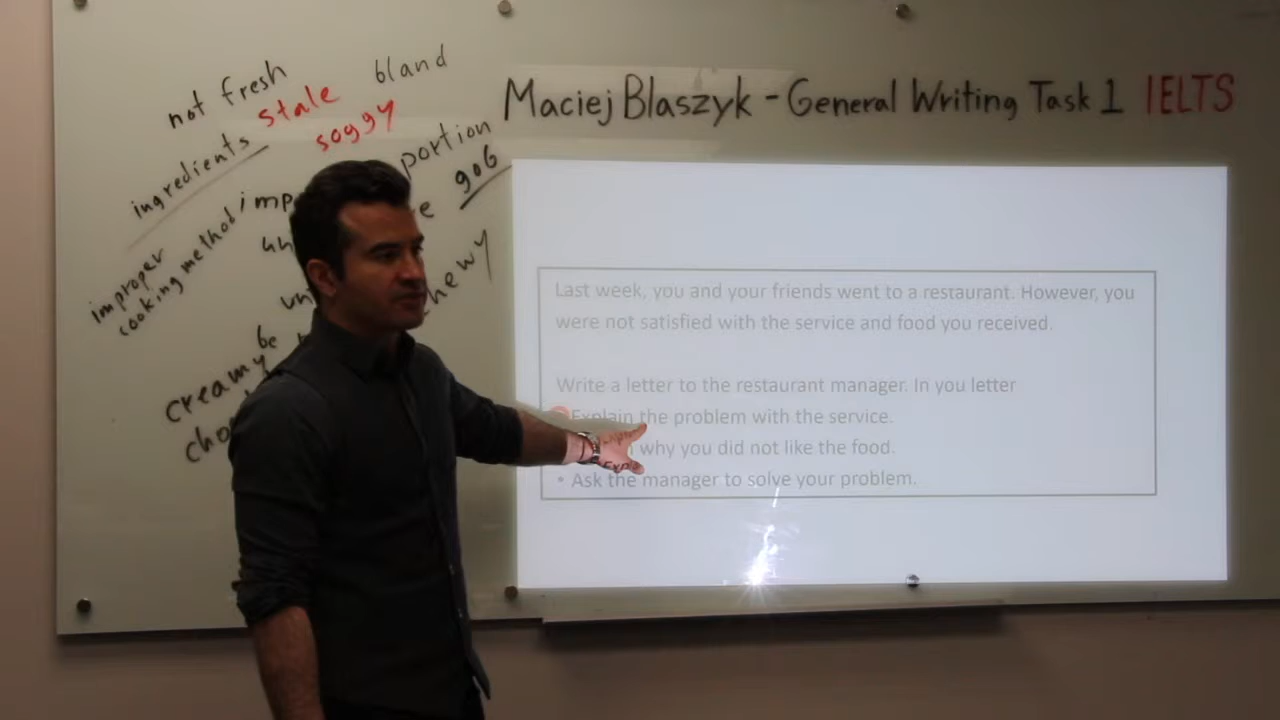 not fresh
bland
stale
soggy
ingredients
portion
gob
improper
cooking method
be
creamy
Maciej Blaszyk - General Writing Task 1 IELTS
Last week, you and your friends went to a restaurant. However, you
were not satisfied with the service and food you received.
Write a letter to the restaurant manager. In you letter
Explain the problem with the service.
why you did not like the food.
• Ask the manager to solve your problem.